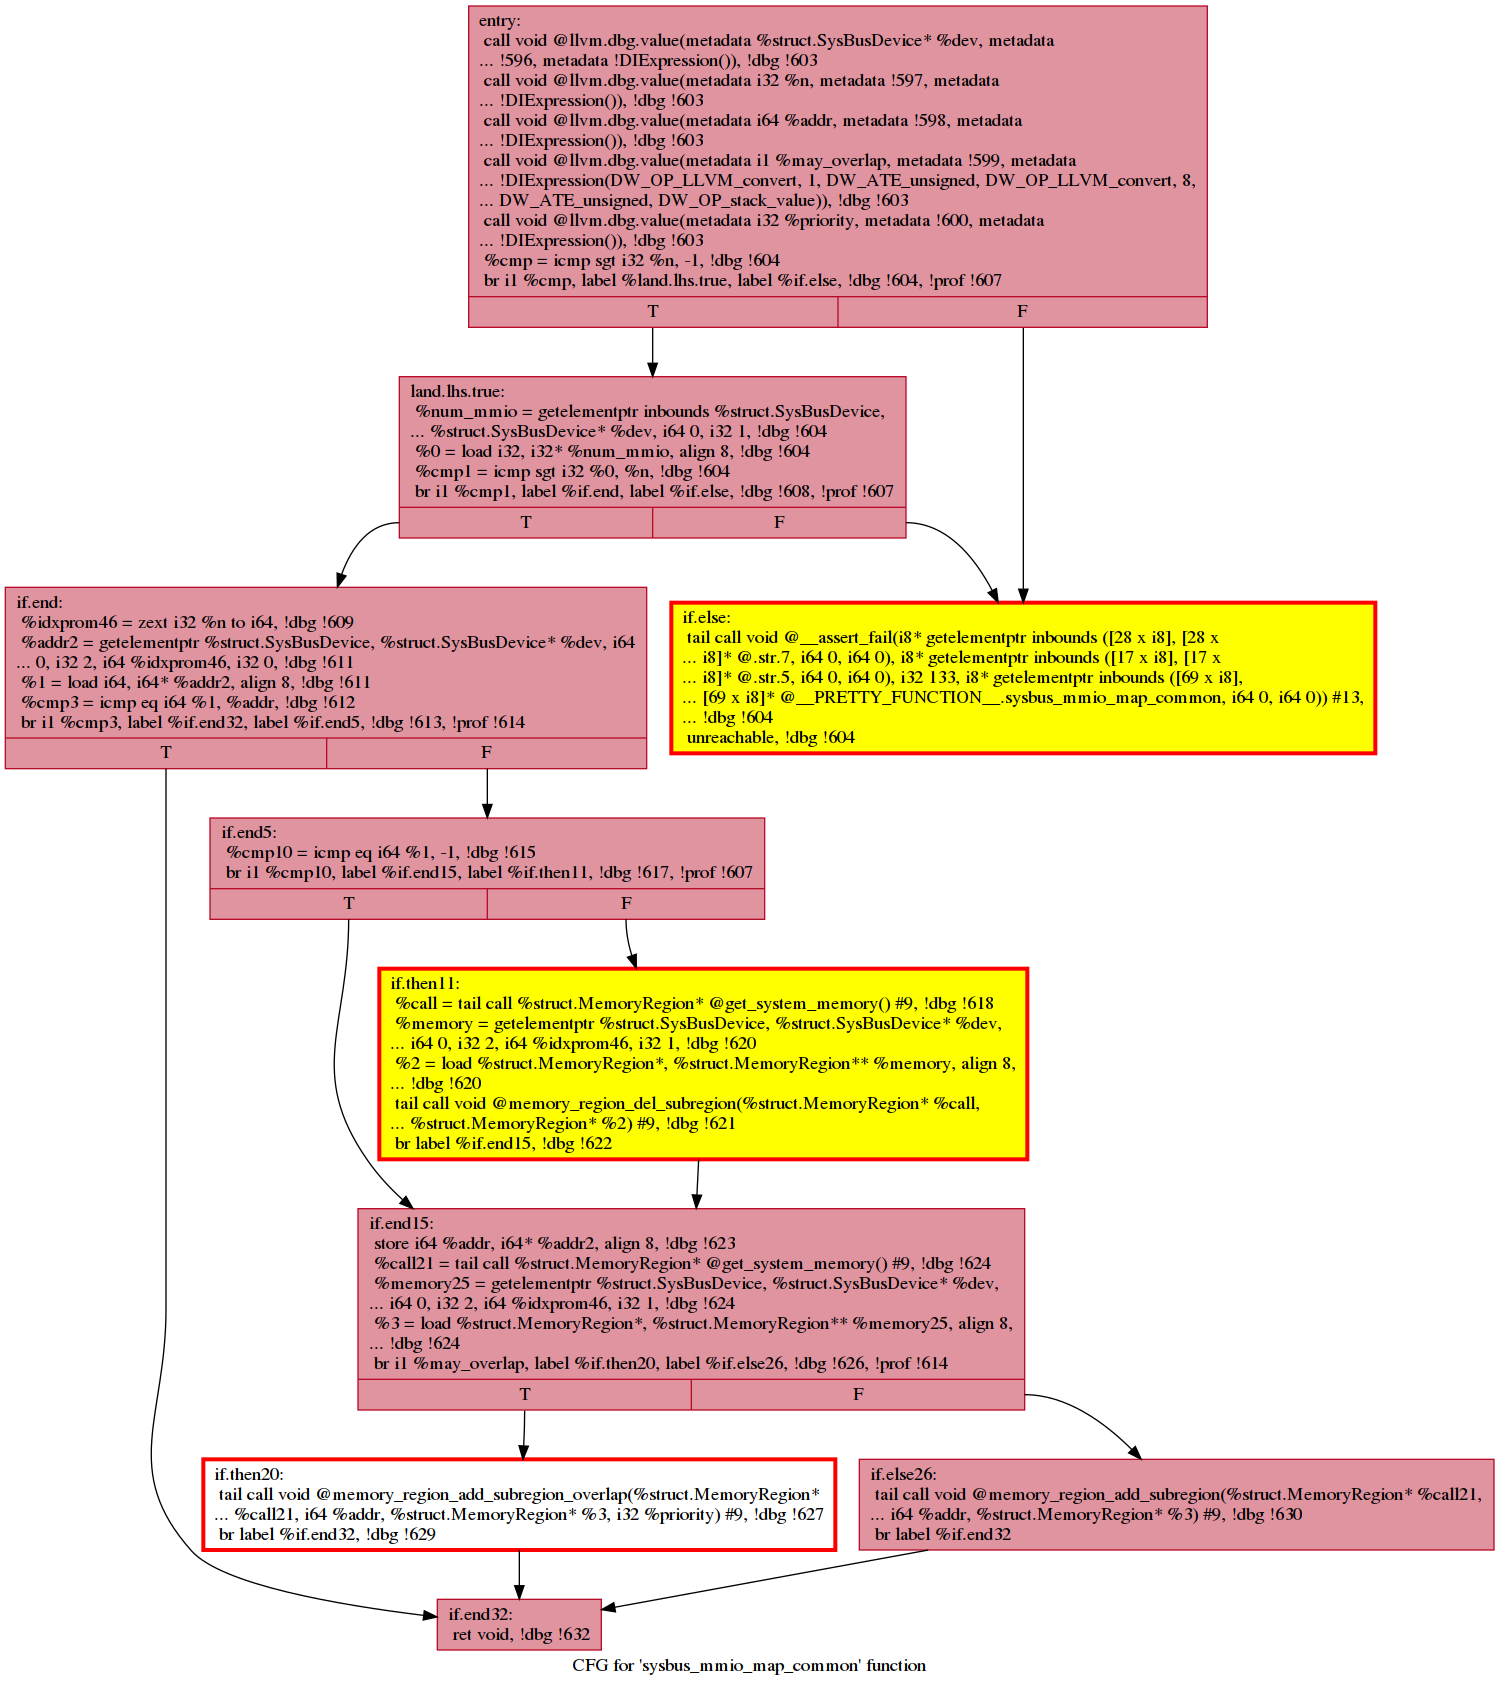 entry:
call void @llvm.dbg.value(metadata %struct.SysBusDevice* %dev, metadata
... !596, metadata !DIExpression()), !dbg !603
call void @llvm.dbg.value(metadata i32 %n, metadata !597, metadata
... !DIExpression()), !dbg !603
call void @llvm.dbg.value(metadata i64 %addr, metadata !598, metadata
... !DIExpression()), !dbg !603
call void @llvm.dbg.value(metadata i1 %may_overlap, metadata !599, metadata
... !DIExpression(DW_OP_LLVM_convert, 1, DW_ATE_unsigned, DW_OP_LLVM_convert, 8,
... DW_ATE_unsigned, DW_OP_stack_value)), !dbg !603
call void @llvm.dbg.value(metadata i32 %priority, metadata !600, metadata
... !DIExpression()), !dbg !603
%cmp = icmp sgt i32 %n, -1, !dbg !604
br i1 %cmp, label %land.lhs.true, label %if.else, !dbg !604, !prof !607
T
F
land.lhs.true:
%num_mmio = getelementptr inbounds %struct.SysBusDevice,
... %struct.SysBusDevice* %dev, i64 0, i32 1, !dbg !604
%0 = load i32, i32* %num_mmio, align 8, !dbg !604
%cmp1 = icmp sgt i32 %0, %n, !dbg !604
br i1 %cmp1, label %if.end, label %if.else, !dbg !608, !prof !607
T
F
if.end:
%idxprom46 = zext i32 %n to i64, !dbg !609
%addr2 = getelementptr %struct.SysBusDevice, %struct.SysBusDevice* %dev, i64
... 0, i32 2, i64 %idxprom46, i32 0, !dbg !611
%1 = load i64, i64* %addr2, align 8, !dbg !611
%cmp3 = icmp eq i64 %1, %addr, !dbg !612
br i1 %cmp3, label %if.end32, label %if.end5, !dbg !613, !prof !614
T
F
if.else:
tail call void @__assert_fail(i8* getelementptr inbounds ([28 x i8], [28 x
... i8]* @.str.7, i64 0, i64 0), i8* getelementptr inbounds ([17 x i8], [17 x
... i8]* @.str.5, i64 0, i64 0), i32 133, i8* getelementptr inbounds ([69 x i8],
... [69 x i8]* @__PRETTY_FUNCTION__.sysbus_mmio_map_common, i64 0, i64 0)) #13,
... !dbg !604
unreachable, !dbg !604
if.end5:
%cmp10 = icmp eq i64 %1, -1, !dbg !615
br i1 %cmp10, label %if.end15, label %if.then11, !dbg !617, !prof !607
T
F
if.then11:
%call = tail call %struct.MemoryRegion* @get_system_memory() #9, !dbg !618
%memory = getelementptr %struct.SysBusDevice, %struct.SysBusDevice* %dev,
... i64 0, i32 2, i64 %idxprom46, i32 1, !dbg !620
%2 = load %struct.MemoryRegion*, %struct.MemoryRegion** %memory, align 8,
... !dbg !620
tail call void @memory_region_del_subregion(%struct.MemoryRegion* %call,
... %struct.MemoryRegion* %2) #9, !dbg !621
br label %if.end15, !dbg !622
if.end15:
store i64 %addr, i64* %addr2, align 8, !dbg !623
%call21 = tail call %struct.MemoryRegion* @get_system_memory() #9, !dbg !624
%memory25 = getelementptr %struct.SysBusDevice, %struct.SysBusDevice* %dev,
... i64 0, i32 2, i64 %idxprom46, i32 1, !dbg !624
%3 = load %struct.MemoryRegion*, %struct.MemoryRegion** %memory25, align 8,
... !dbg !624
br i1 %may_overlap, label %if.then20, label %if.else26, !dbg !626, !prof !614
T
F
if.then20:
tail call void @memory_region_add_subregion_overlap(%struct.MemoryRegion*
... %call21, i64 %addr, %struct.MemoryRegion* %3, i32 %priority) #9, !dbg !627
br label %if.end32, !dbg !629
if.else26:
tail call void @memory_region_add_subregion(%struct.MemoryRegion* %call21,
... i64 %addr, %struct.MemoryRegion* %3) #9, !dbg !630
br label %if.end32
if.end32:
ret void, !dbg !632
CFG for 'sysbus_mmio_map_common' function